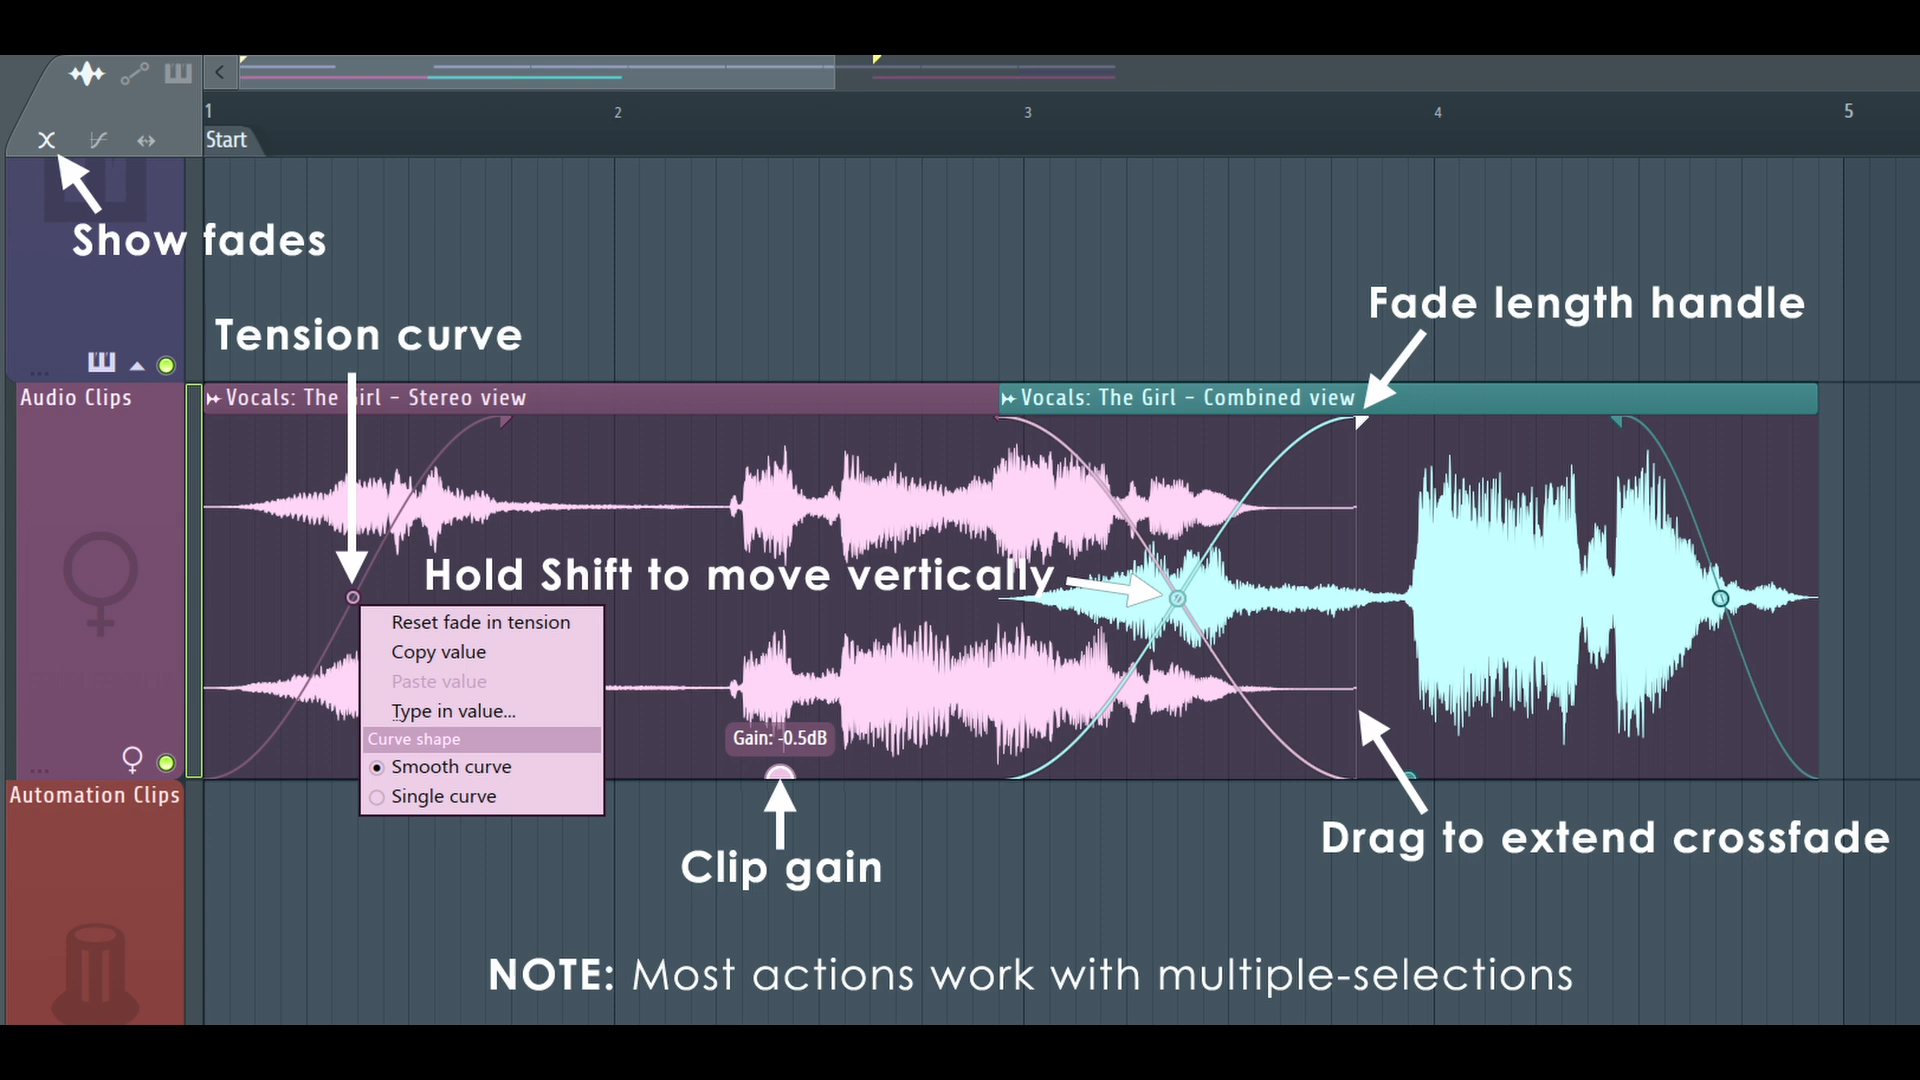 1
2
3
4
5
Start
Show fades
Fade length handle
Tension curve
Audio Clips
Vocals: The Girl - Stereo view
Vocals: The Girl - Combined view
Hold Shift to move vertically
Reset fade in tension
Copy value
Paste value
Type in value...
Curve shape
Smooth curve
Single curve
Gain: -0.5dB
Automation Clips
Clip gain
Drag to extend crossfade
NOTE: Most actions work with multiple-selections